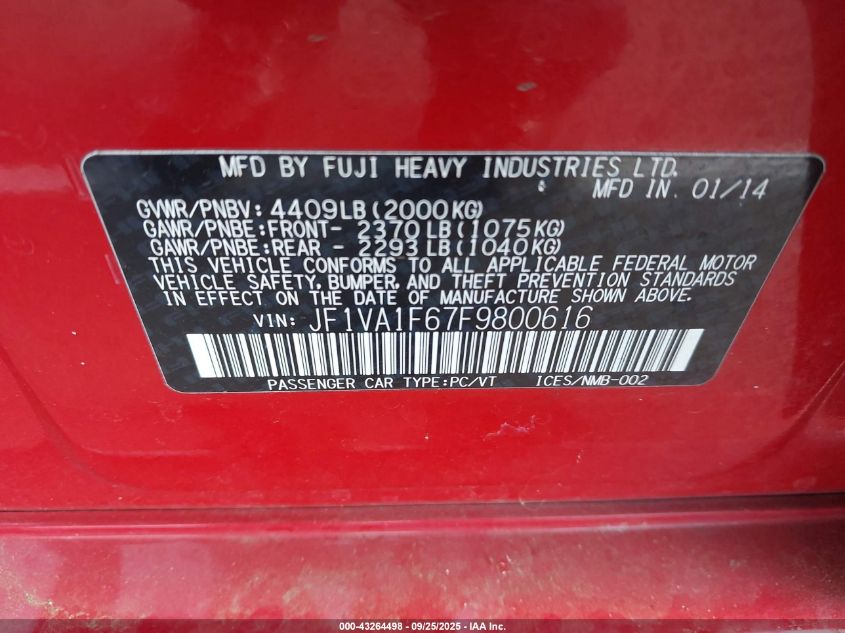 MFD BY FUJI HEAVY INDUSTRIES LTD.
MFD IN. 01/14
GVWR/PNBV: 4409LB(2000KG)
GAWR/PNBE:FRONT- 2370LB(1075KG)
GAWR/PNBE:REAR - 2293LB(1040KG)
THIS VEHICLE CONFORMS TO ALL APPLICABLE FEDERAL MOTOR
VEHICLE SAFETY, BUMPER, AND THEFT PREVENTION STANDARDS
IN EFFECT ON THE DATE OF MANUFACTURE SHOWN ABOVE.
VIN: JF1VA1F67F9800616
PASSENGER CAR TYPE:PC/VT ICES/NMB-002
000-43264498 - 09/25/2025 - IAA Inc.